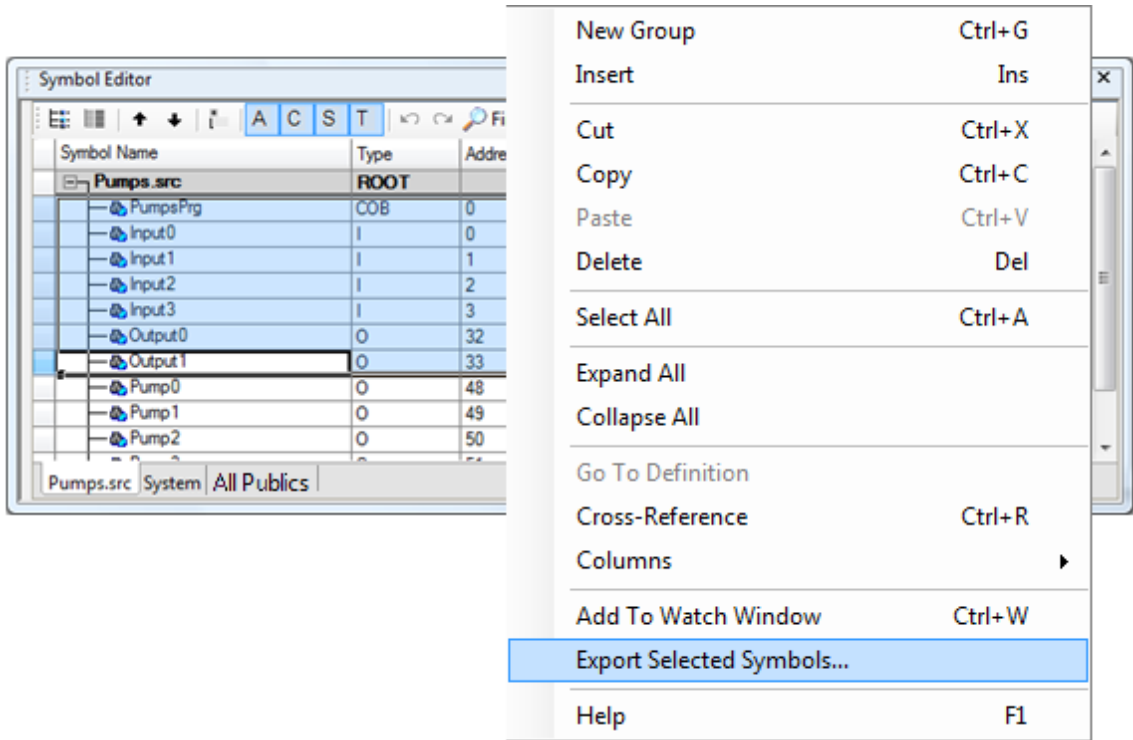 Symbol Editor
A C S T Fi
Symbol Name Type Addre
Pumps.src ROOT
PumpsPrg COB 0
Input0 I 0
Input1 I 1
Input2 I 2
Input3 I 3
Output0 O 32
Output1 O 33
Pump0 O 48
Pump1 O 49
Pump2 O 50
Pumps.src System All Publics
New Group Ctrl+G
Insert Ins
Cut Ctrl+X
Copy Ctrl+C
Paste Ctrl+V
Delete Del
Select All Ctrl+A
Expand All
Collapse All
Go To Definition
Cross-Reference Ctrl+R
Columns
Add To Watch Window Ctrl+W
Export Selected Symbols...
Help F1